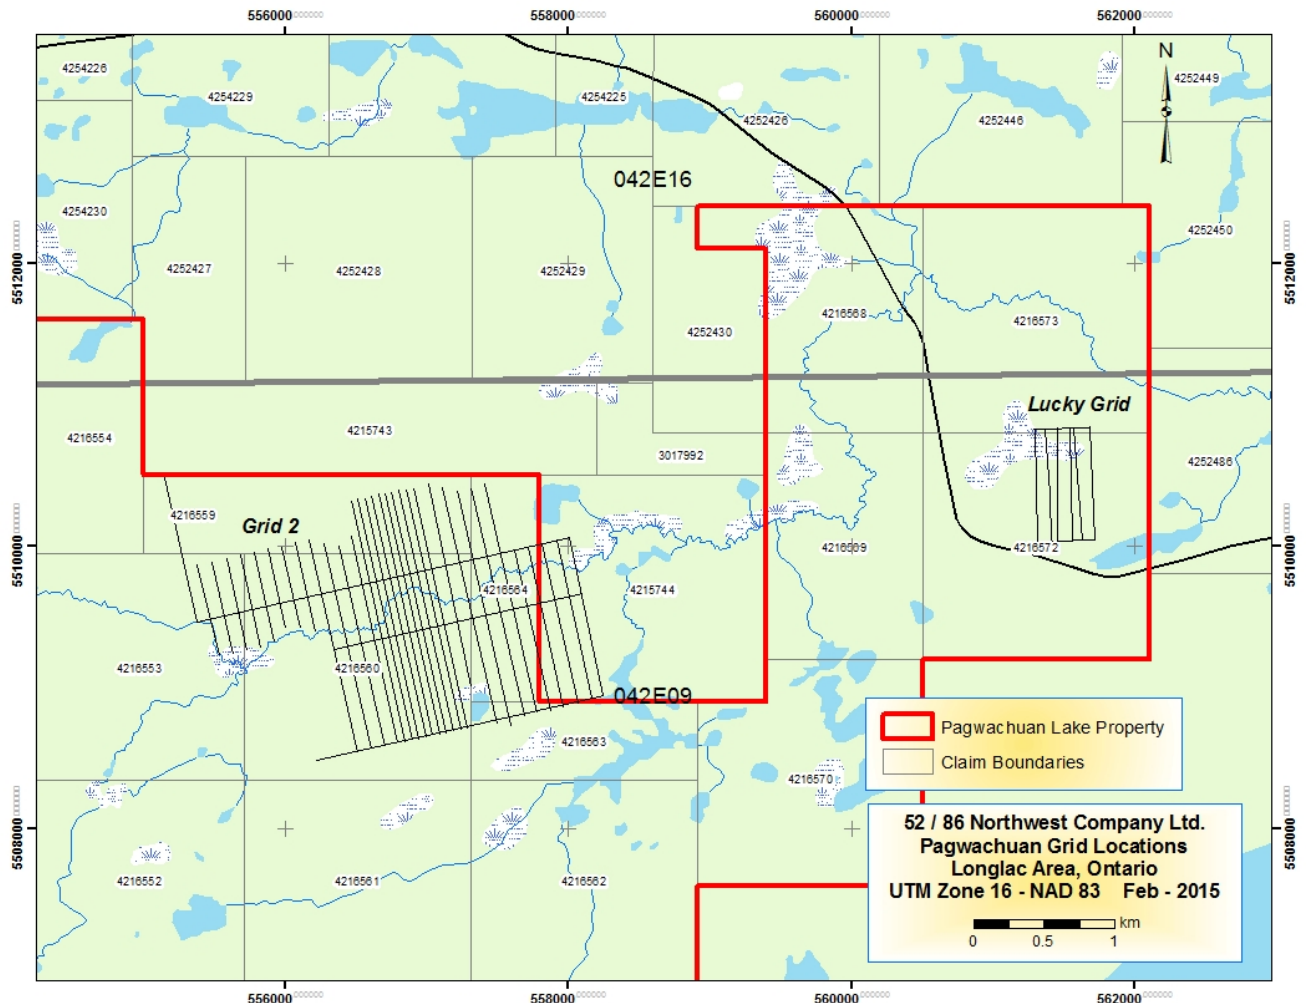 556000 558000 560000 562000
N
4254226
4254229
4254225
4252426
4252446
4252449
042E16
4254230
4252450
5512000
5512000
4252427
4252428
4252429
4216568
4216573
4252430
Lucky Grid
4216554
4215743
3017992
4252486
4216559
Grid 2
5510000
5510000
4216569
4216572
4216564
4215744
4216553
4216560
042E09
4216563
Pagwachuan Lake Property
Claim Boundaries
4216570
5508000
5508000
52 / 86 Northwest Company Ltd.
Pagwachuan Grid Locations
Longlac Area, Ontario
UTM Zone 16 - NAD 83 Feb - 2015
km
0 0.5 1
4216552
4216561
4216562
556000 558000 560000 562000